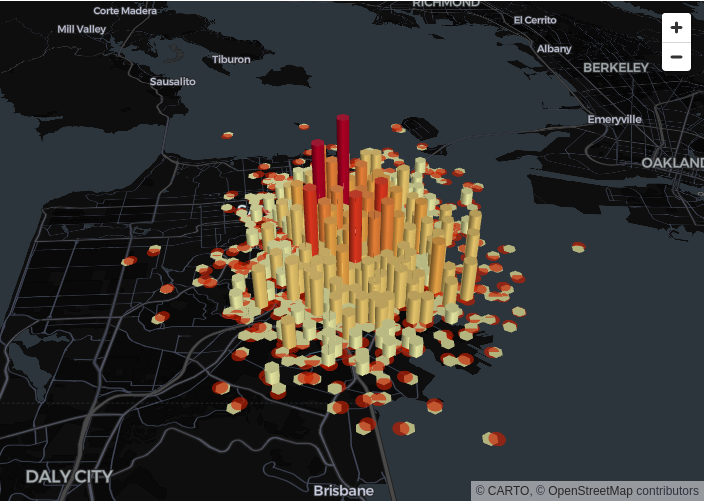 RICHMOND
Corte Madera
El Cerrito
Mill Valley
Albany
Tiburon
BERKELEY
Sausalito
Emeryville
OAKLAND
DALY CITY
Brisbane
© CARTO, © OpenStreetMap contributors